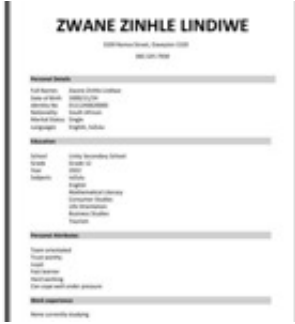 ZWANE ZINHLE LINDIWE
Personal Details
Full Names: Zwane Zinhle Lindiwe
Date of Birth
Identity No
Nationality South African
Marital Status Single
Languages English, isiZulu
Education
School Unity Secondary School
Grade Grade 12
Year
Subjects isiZulu
English
Mathematical Literacy
Consumer Studies
Life Orientation
Business Studies
Tourism
Personal Attributes
Team orientated
Trust worthy
Loyal
Fast learner
Hard working
Can cope well under pressure
Work experience
None currently studying